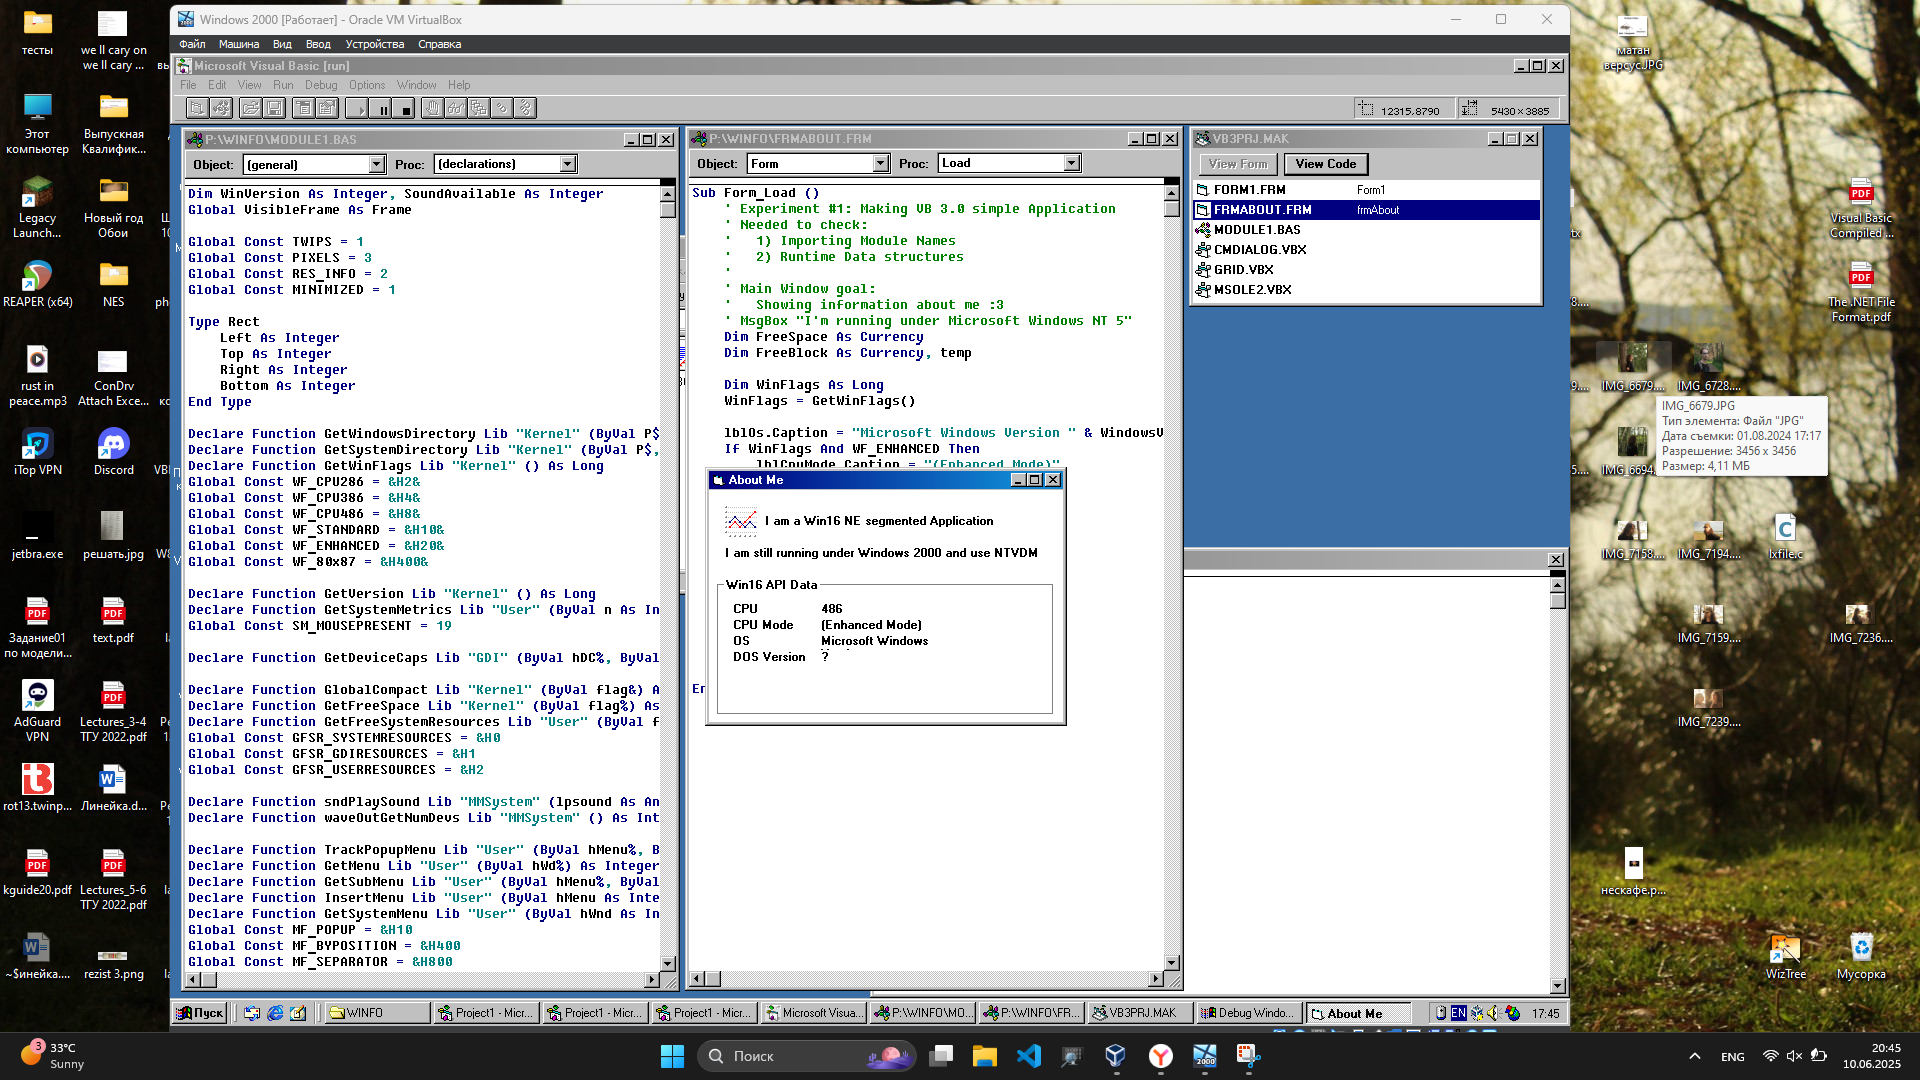 тесты
we ll cary on
we ll cary ...
Этот
компьютер
Выпускная
Квалифик...
Legacy
Launch...
Новый год
Обои
REAPER (x64)
NES
rust in
peace.mp3
ConDrv
Attach Exce...
iTop VPN
Discord
jetbra.exe
решать.jpg
Задание01
по модели...
text.pdf
AdGuard
VPN
Lectures_3-4
ТГУ 2022.pdf
rot13.twinp...
Линейка.d...
kguide20.pdf
Lectures_5-6
ТГУ 2022.pdf
~$инейка....
rezist 3.png
Windows 2000 [Работает] - Oracle VM VirtualBox
Файл Машина Вид Ввод Устройства Справка
Microsoft Visual Basic [run]
File Edit View Run Debug Options Window Help
12315,8790
5430×3885
P:\WINFO\MODULE1.BAS
Object: (general) Proc: (declarations)
Dim WinVersion As Integer, SoundAvailable As Integer
Global VisibleFrame As Frame
Global Const TWIPS = 1
Global Const PIXELS = 3
Global Const RES_INFO = 2
Global Const MINIMIZED = 1
Type Rect
Left As Integer
Top As Integer
Right As Integer
Bottom As Integer
End Type
Declare Function GetWindowsDirectory Lib "Kernel" (ByVal P$
Declare Function GetSystemDirectory Lib "Kernel" (ByVal P$,
Declare Function GetWinFlags Lib "Kernel" () As Long
Global Const WF_CPU286 = &H2&
Global Const WF_CPU386 = &H4&
Global Const WF_CPU486 = &H8&
Global Const WF_STANDARD = &H10&
Global Const WF_ENHANCED = &H20&
Global Const WF_80x87 = &H400&
Declare Function GetVersion Lib "Kernel" () As Long
Declare Function GetSystemMetrics Lib "User" (ByVal n As In
Global Const SM_MOUSEPRESENT = 19
Declare Function GetDeviceCaps Lib "GDI" (ByVal hDC%, ByVal
Declare Function GlobalCompact Lib "Kernel" (ByVal flag&) A
Declare Function GetFreeSpace Lib "Kernel" (ByVal flag%) As
Declare Function GetFreeSystemResources Lib "User" (ByVal f
Global Const GFSR_SYSTEMRESOURCES = &H0
Global Const GFSR_GDIRESOURCES = &H1
Global Const GFSR_USERRESOURCES = &H2
Declare Function sndPlaySound Lib "MMSystem" (lpsound As An
Declare Function waveOutGetNumDevs Lib "MMSystem" () As Int
Declare Function TrackPopupMenu Lib "User" (ByVal hMenu%, B
Declare Function GetMenu Lib "User" (ByVal hWd%) As Integer
Declare Function GetSubMenu Lib "User" (ByVal hMenu%, ByVal
Declare Function InsertMenu Lib "User" (ByVal hMenu As Inte
Declare Function GetSystemMenu Lib "User" (ByVal hWnd As In
Global Const MF_POPUP = &H10
Global Const MF_BYPOSITION = &H400
Global Const MF_SEPARATOR = &H800
P:\WINFO\FRMABOUT.FRM
Object: Form Proc: Load
Sub Form_Load ()
' Experiment #1: Making VB 3.0 simple Application
' Needed to check:
' 1) Importing Module Names
' 2) Runtime Data structures
'
' Main Window goal:
' Showing information about me :3
' MsgBox "I'm running under Microsoft Windows NT 5"
Dim FreeSpace As Currency
Dim FreeBlock As Currency, temp
Dim WinFlags As Long
WinFlags = GetWinFlags()
lblOs.Caption = "Microsoft Windows Version " & WindowsV
If WinFlags And WF_ENHANCED Then
lblCpuMode.Caption = "(Enhanced Mode)"
En
About Me
I am a Win16 NE segmented Application
I am still running under Windows 2000 and use NTVDM
Win16 API Data
CPU 486
CPU Mode (Enhanced Mode)
OS Microsoft Windows
DOS Version ?
VB3PRJ.MAK
View Form View Code
FORM1.FRM Form1
FRMABOUT.FRM frmAbout
MODULE1.BAS
CMDIALOG.VBX
GRID.VBX
MSOLE2.VBX
Пуск
WINFO
Project1 - Micr...
Project1 - Micr...
Project1 - Micr...
Microsoft Visua...
P:\WINFO\MO...
P:\WINFO\FR...
VB3PRJ.MAK
Debug Windo...
About Me
EN
17:45
матан
версус.JPG
Visual Basic
Compiled ...
The .NET File
Format.pdf
IMG_6679....
IMG_6728....
IMG_6679.JPG
Тип элемента: Файл "JPG"
Дата съемки: 01.08.2024 17:17
Разрешение: 3456 x 3456
Размер: 4,11 МБ
IMG_6694
IMG_7158....
IMG_7194....
lxfile.c
IMG_7159....
IMG_7236....
IMG_7239....
нескафе.p...
WizTree
Мусорка
3
33°C
Sunny
Поиск
2000
ENG
20:45
10.06.2025